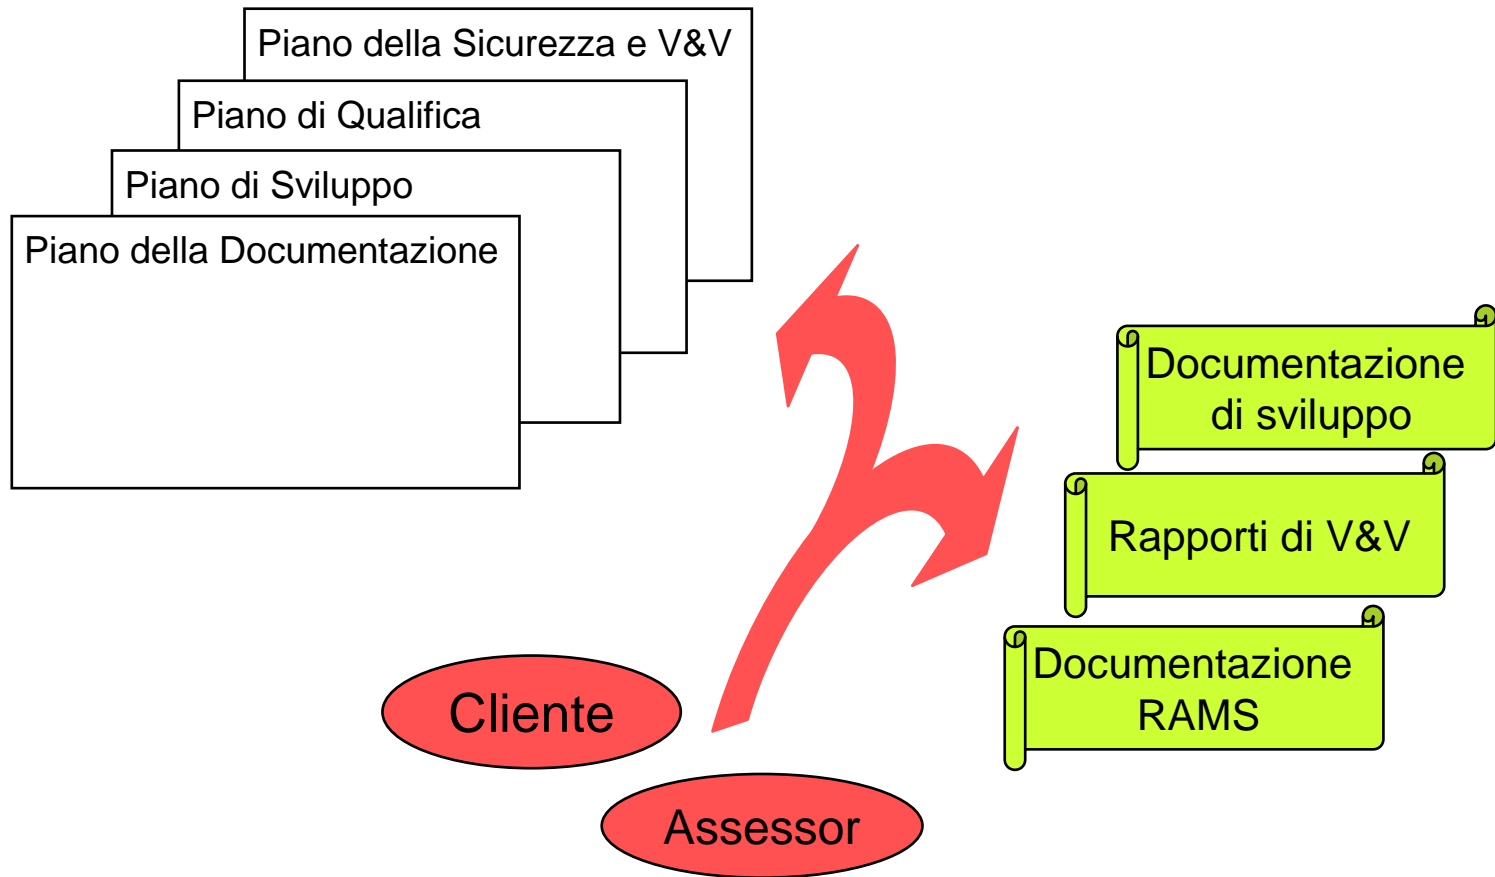 Piano della Sicurezza e V&V
Piano di Qualifica
Piano di Sviluppo
Piano della Documentazione
Documentazione
di sviluppo
Rapporti di V&V
Documentazione
RAMS
Cliente
Assessor